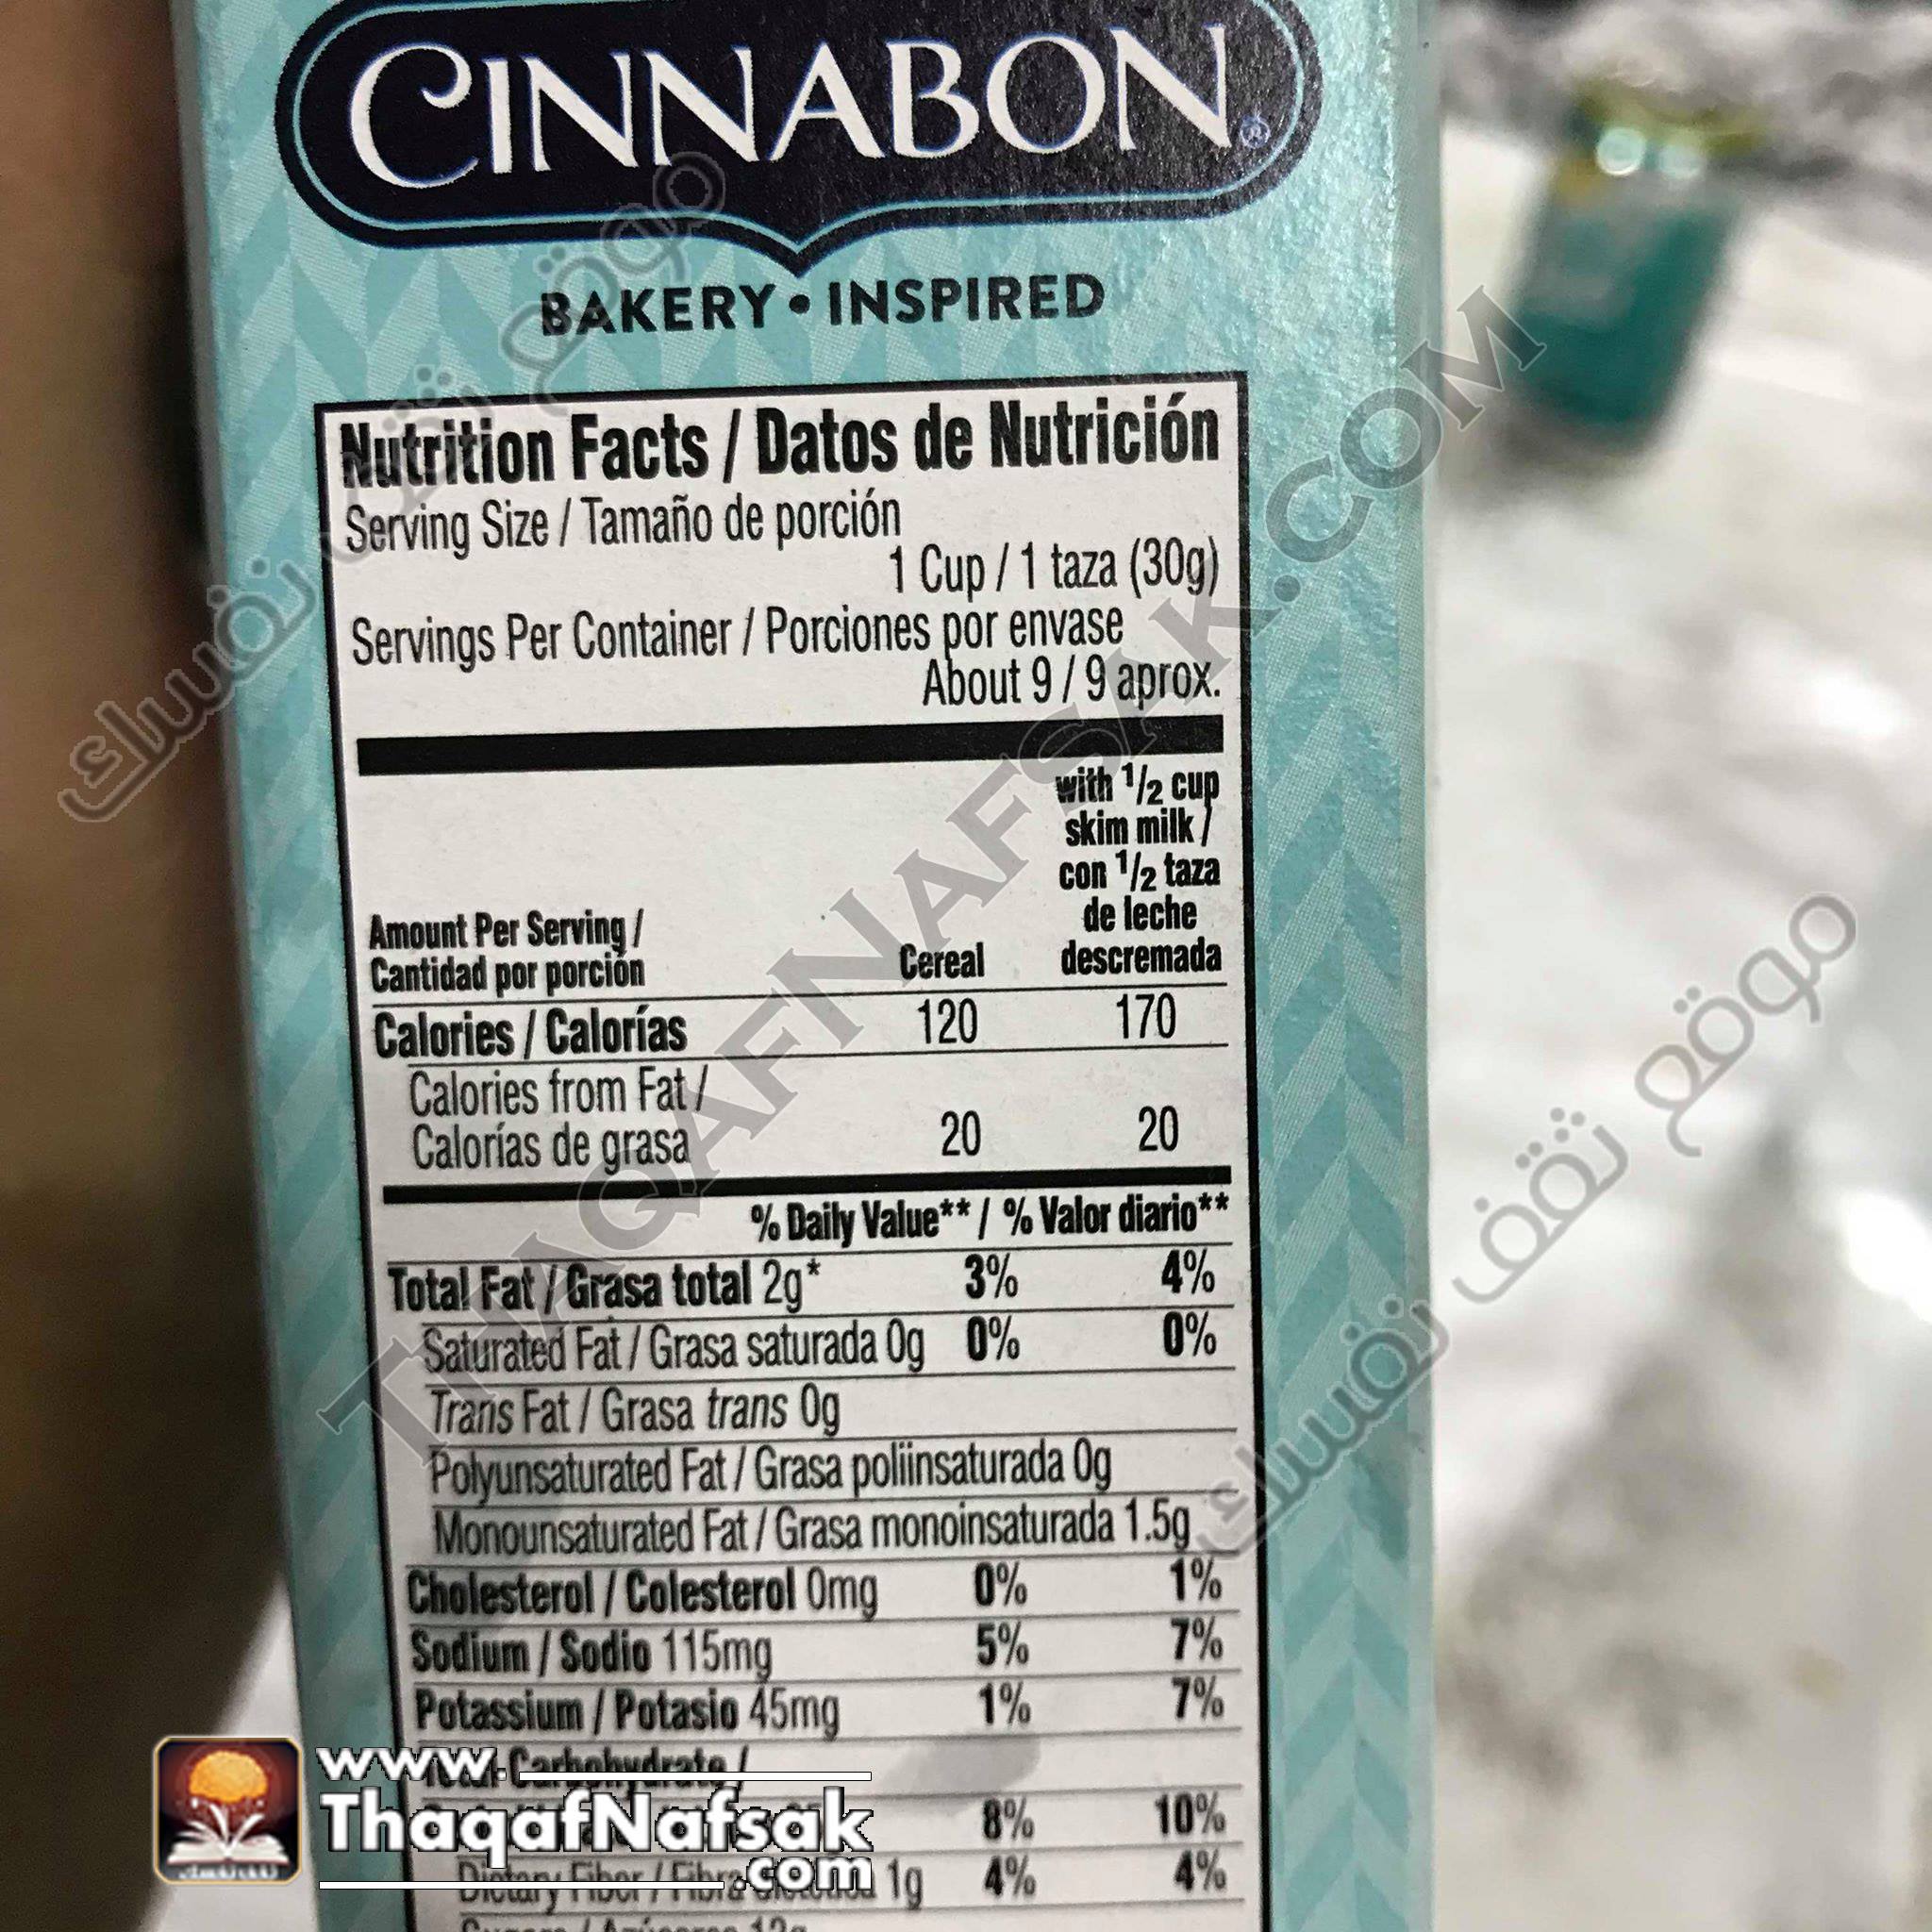 CINNABON®
BAKERY • INSPIRED
Nutrition Facts / Datos de Nutrición
Serving Size / Tamaño de porción
1 Cup / 1 taza (30g)
Servings Per Container / Porciones por envase
About 9 / 9 aprox.
with 1/2 cup
skim milk /
con 1/2 taza
de leche
descremada
Amount Per Serving /
Cantidad por porción
Cereal
Calories / Calorías 120 170
Calories from Fat /
Calorías de grasa 20 20
% Daily Value** / % Valor diario**
Total Fat / Grasa total 2g* 3% 4%
Saturated Fat / Grasa saturada 0g 0% 0%
Trans Fat / Grasa trans 0g
Polyunsaturated Fat / Grasa poliinsaturada 0g
Monounsaturated Fat / Grasa monoinsaturada 1.5g
Cholesterol / Colesterol 0mg 0% 1%
Sodium / Sodio 115mg 5% 7%
Potassium / Potasio 45mg 1% 7%
Carbohydrate /
8% 10%
Dietary Fiber / Fibra 1g 4% 4%
www.
ThaqafNafsak
.com
THAQAFNAFSAK.COM
موقع ثقف نفسك
موقع ثقف نفسك